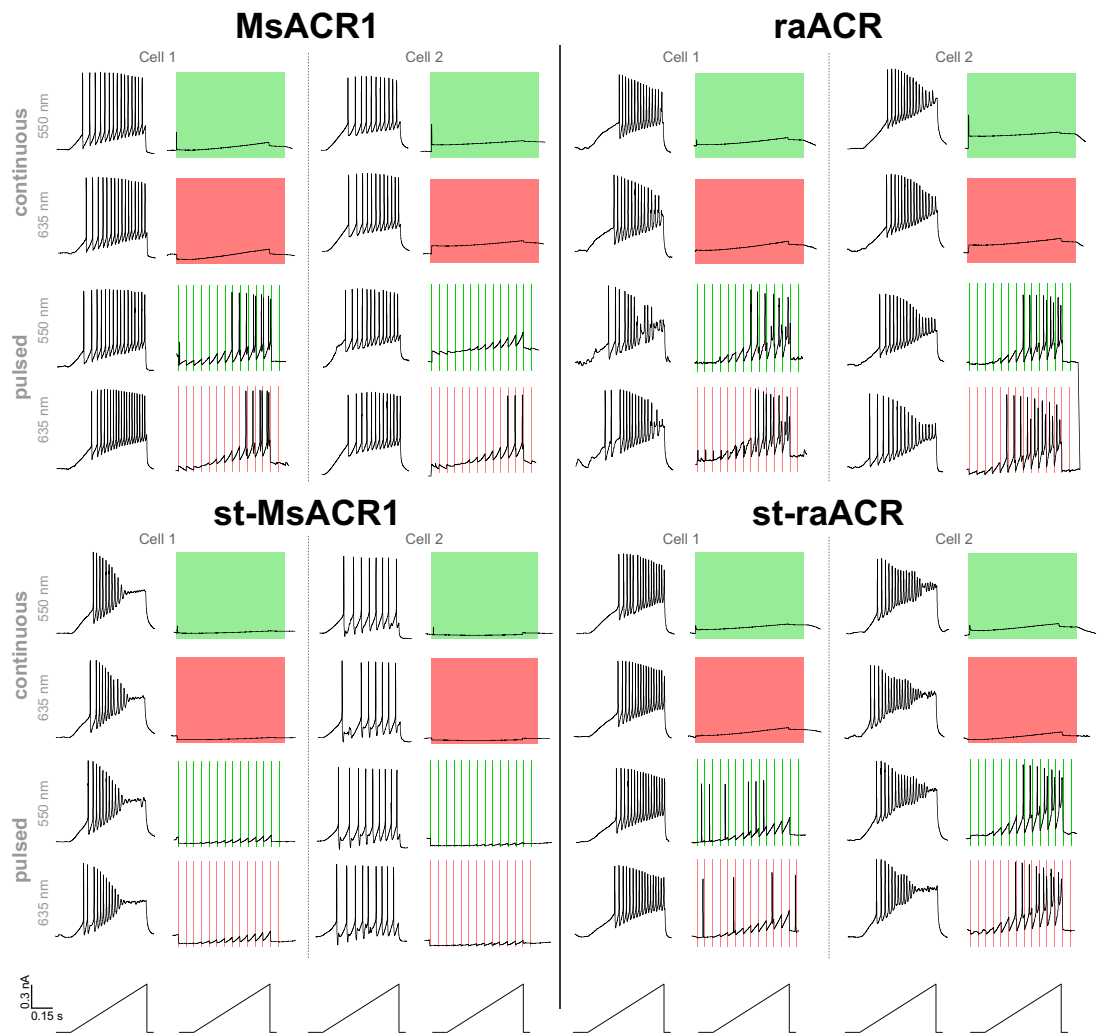 MsACR1
raACR
Cell 1
Cell 2
Cell 1
Cell 2
continuous
550 nm
635 nm
pulsed
550 nm
635 nm
st-MsACR1
st-raACR
Cell 1
Cell 2
Cell 1
Cell 2
continuous
550 nm
635 nm
pulsed
550 nm
635 nm
0.3 nA
0.15 s